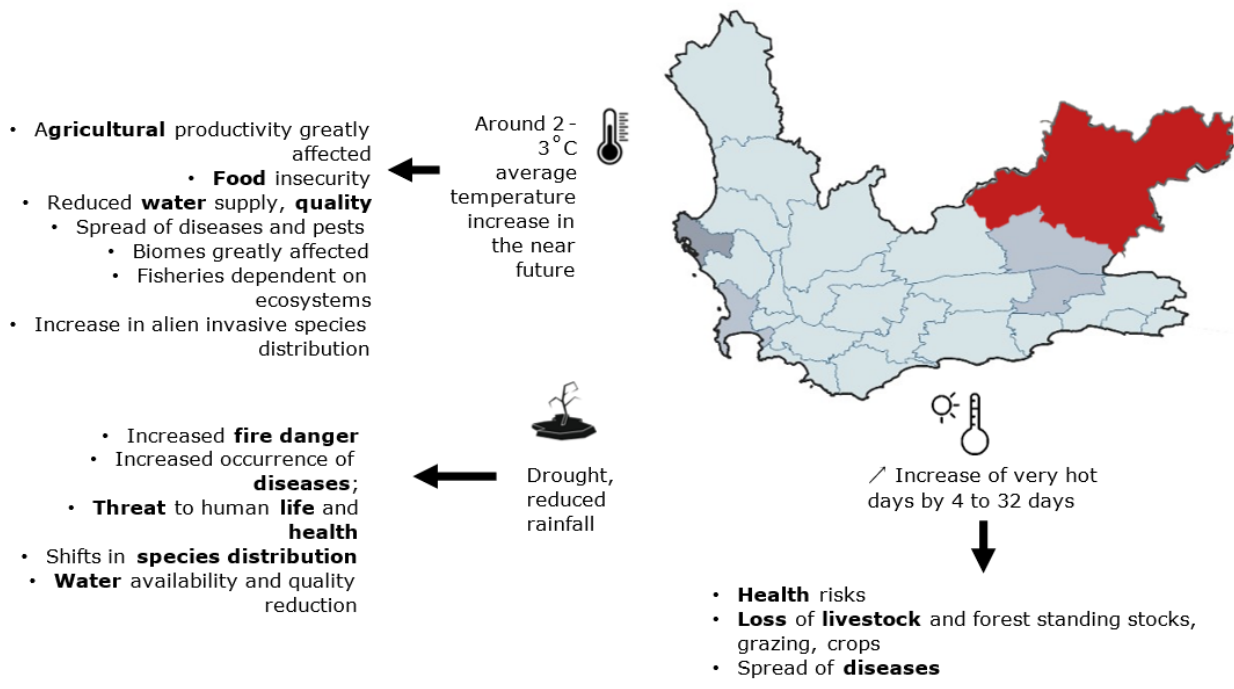 Around 2 -
3°C
average
temperature
increase in
the near
future
• Agricultural productivity greatly
affected
• Food insecurity
• Reduced water supply, quality
• Spread of diseases and pests
• Biomes greatly affected
• Fisheries dependent on
ecosystems
• Increase in alien invasive species
distribution
Drought,
reduced
rainfall
• Increased fire danger
• Increased occurrence of
diseases;
• Threat to human life and
health
• Shifts in species distribution
• Water availability and quality
reduction
↗ Increase of very hot
days by 4 to 32 days
• Health risks
• Loss of livestock and forest standing stocks,
grazing, crops
• Spread of diseases